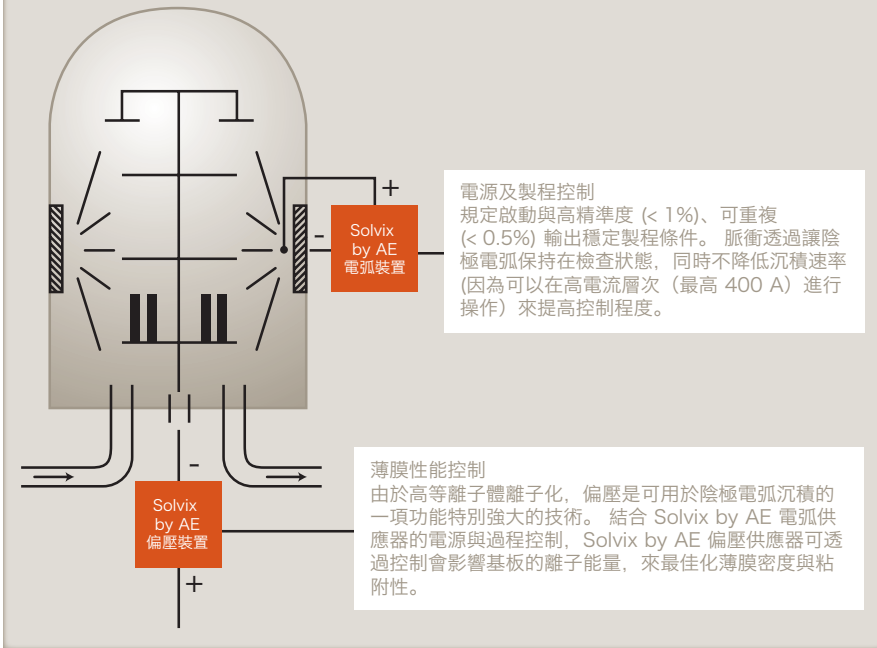 +
-
Solvix
by AE
電弧裝置
電源及製程控制
規定啟動與高精準度 (< 1%)、可重複
(< 0.5%) 輸出穩定製程條件。 脈衝透過讓陰
極電弧保持在檢查狀態，同時不降低沉積速率
(因為可以在高電流層次（最高 400 A）進行
操作）來提高控制程度。
-
Solvix
by AE
偏壓裝置
+
薄膜性能控制
由於高等離子體離子化，偏壓是可用於陰極電弧沉積的
一項功能特別強大的技術。 結合 Solvix by AE 電弧供
應器的電源與過程控制，Solvix by AE 偏壓供應器可透
過控制會影響基板的離子能量，來最佳化薄膜密度與粘
附性。